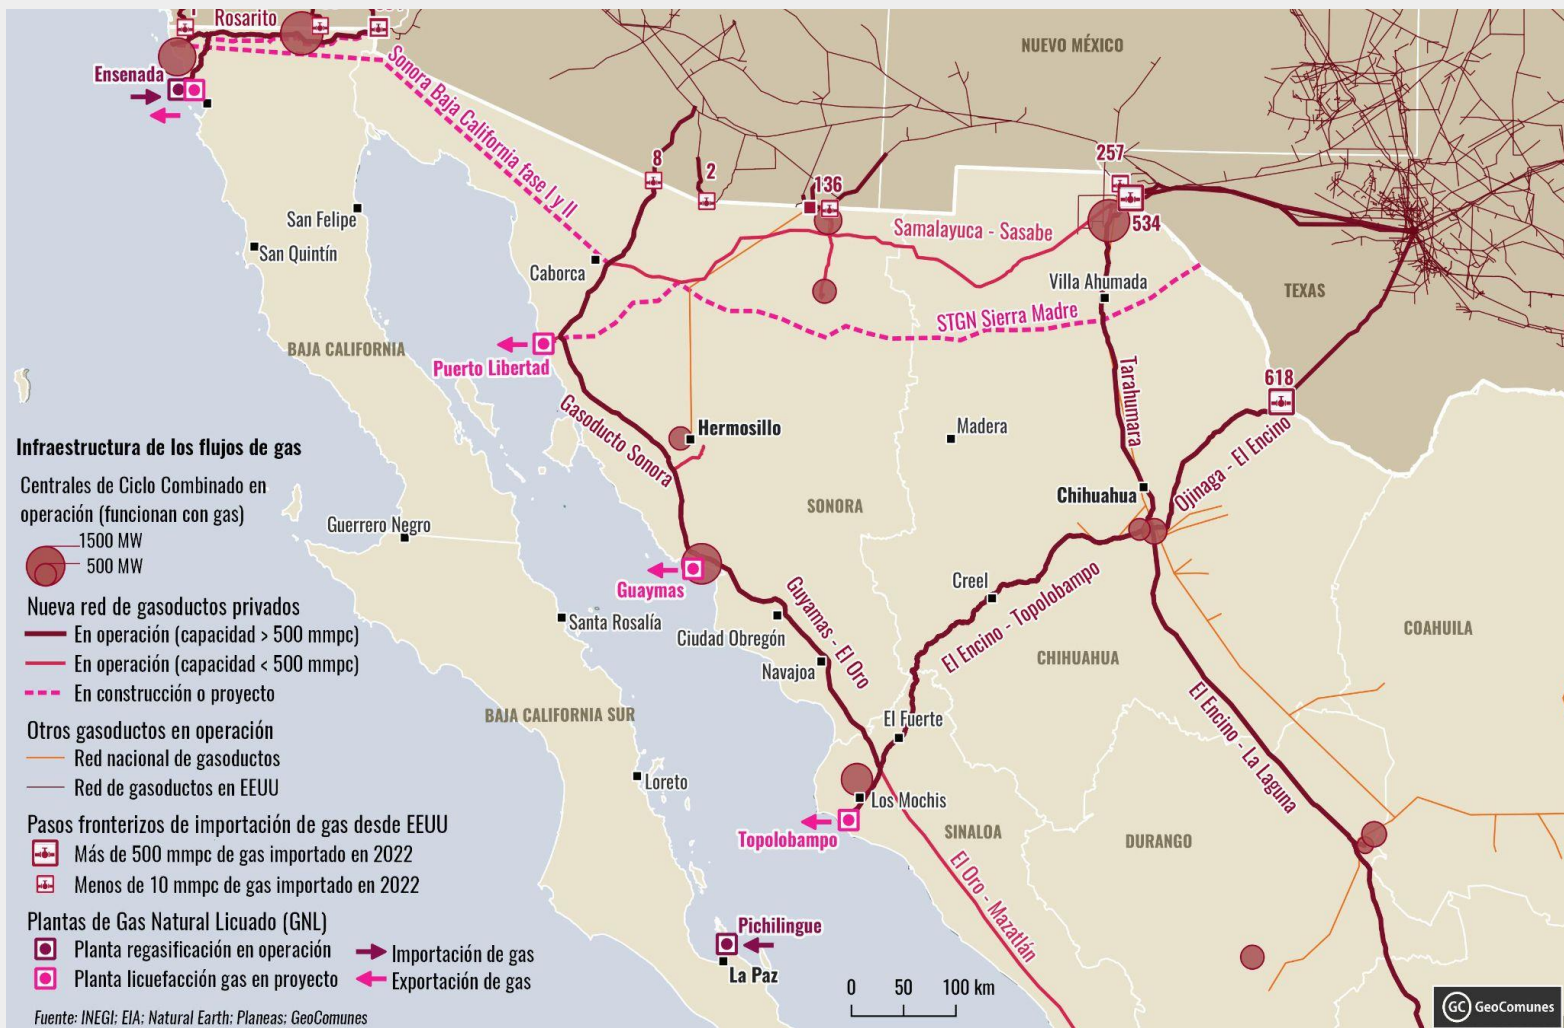 Rosarito
Ensenada
Sonora Baja California fase I y II
NUEVO MÉXICO
8
2
136
257
534
Samalayuca - Sasabe
San Felipe
San Quintín
Caborca
Villa Ahumada
TEXAS
STGN Sierra Madre
BAJA CALIFORNIA
Puerto Libertad
Tarahumara
618
Gasoducto Sonora
Hermosillo
Madera
Ojinaga - El Encino
Chihuahua
SONORA
Guerrero Negro
Guaymas
Santa Rosalía
Ciudad Obregón
Navajoa
Guyamas - El Oro
Creel
El Encino - Topolobampo
CHIHUAHUA
COAHUILA
BAJA CALIFORNIA SUR
El Fuerte
El Encino - La Laguna
Loreto
Los Mochis
Topolobampo
SINALOA
DURANGO
El Oro - Mazatlán
Pichilingue
La Paz
Infraestructura de los flujos de gas
Centrales de Ciclo Combinado en
operación (funcionan con gas)
1500 MW
500 MW
Nueva red de gasoductos privados
En operación (capacidad > 500 mmpc)
En operación (capacidad < 500 mmpc)
En construcción o proyecto
Otros gasoductos en operación
Red nacional de gasoductos
Red de gasoductos en EEUU
Pasos fronterizos de importación de gas desde EEUU
Más de 500 mmpc de gas importado en 2022
Menos de 10 mmpc de gas importado en 2022
Plantas de Gas Natural Licuado (GNL)
Planta regasificación en operación
Importación de gas
Planta licuefacción gas en proyecto
Exportación de gas
Fuente: INEGI; EIA; Natural Earth; Planeas; GeoComunes
0 50 100 km
GC GeoComunes